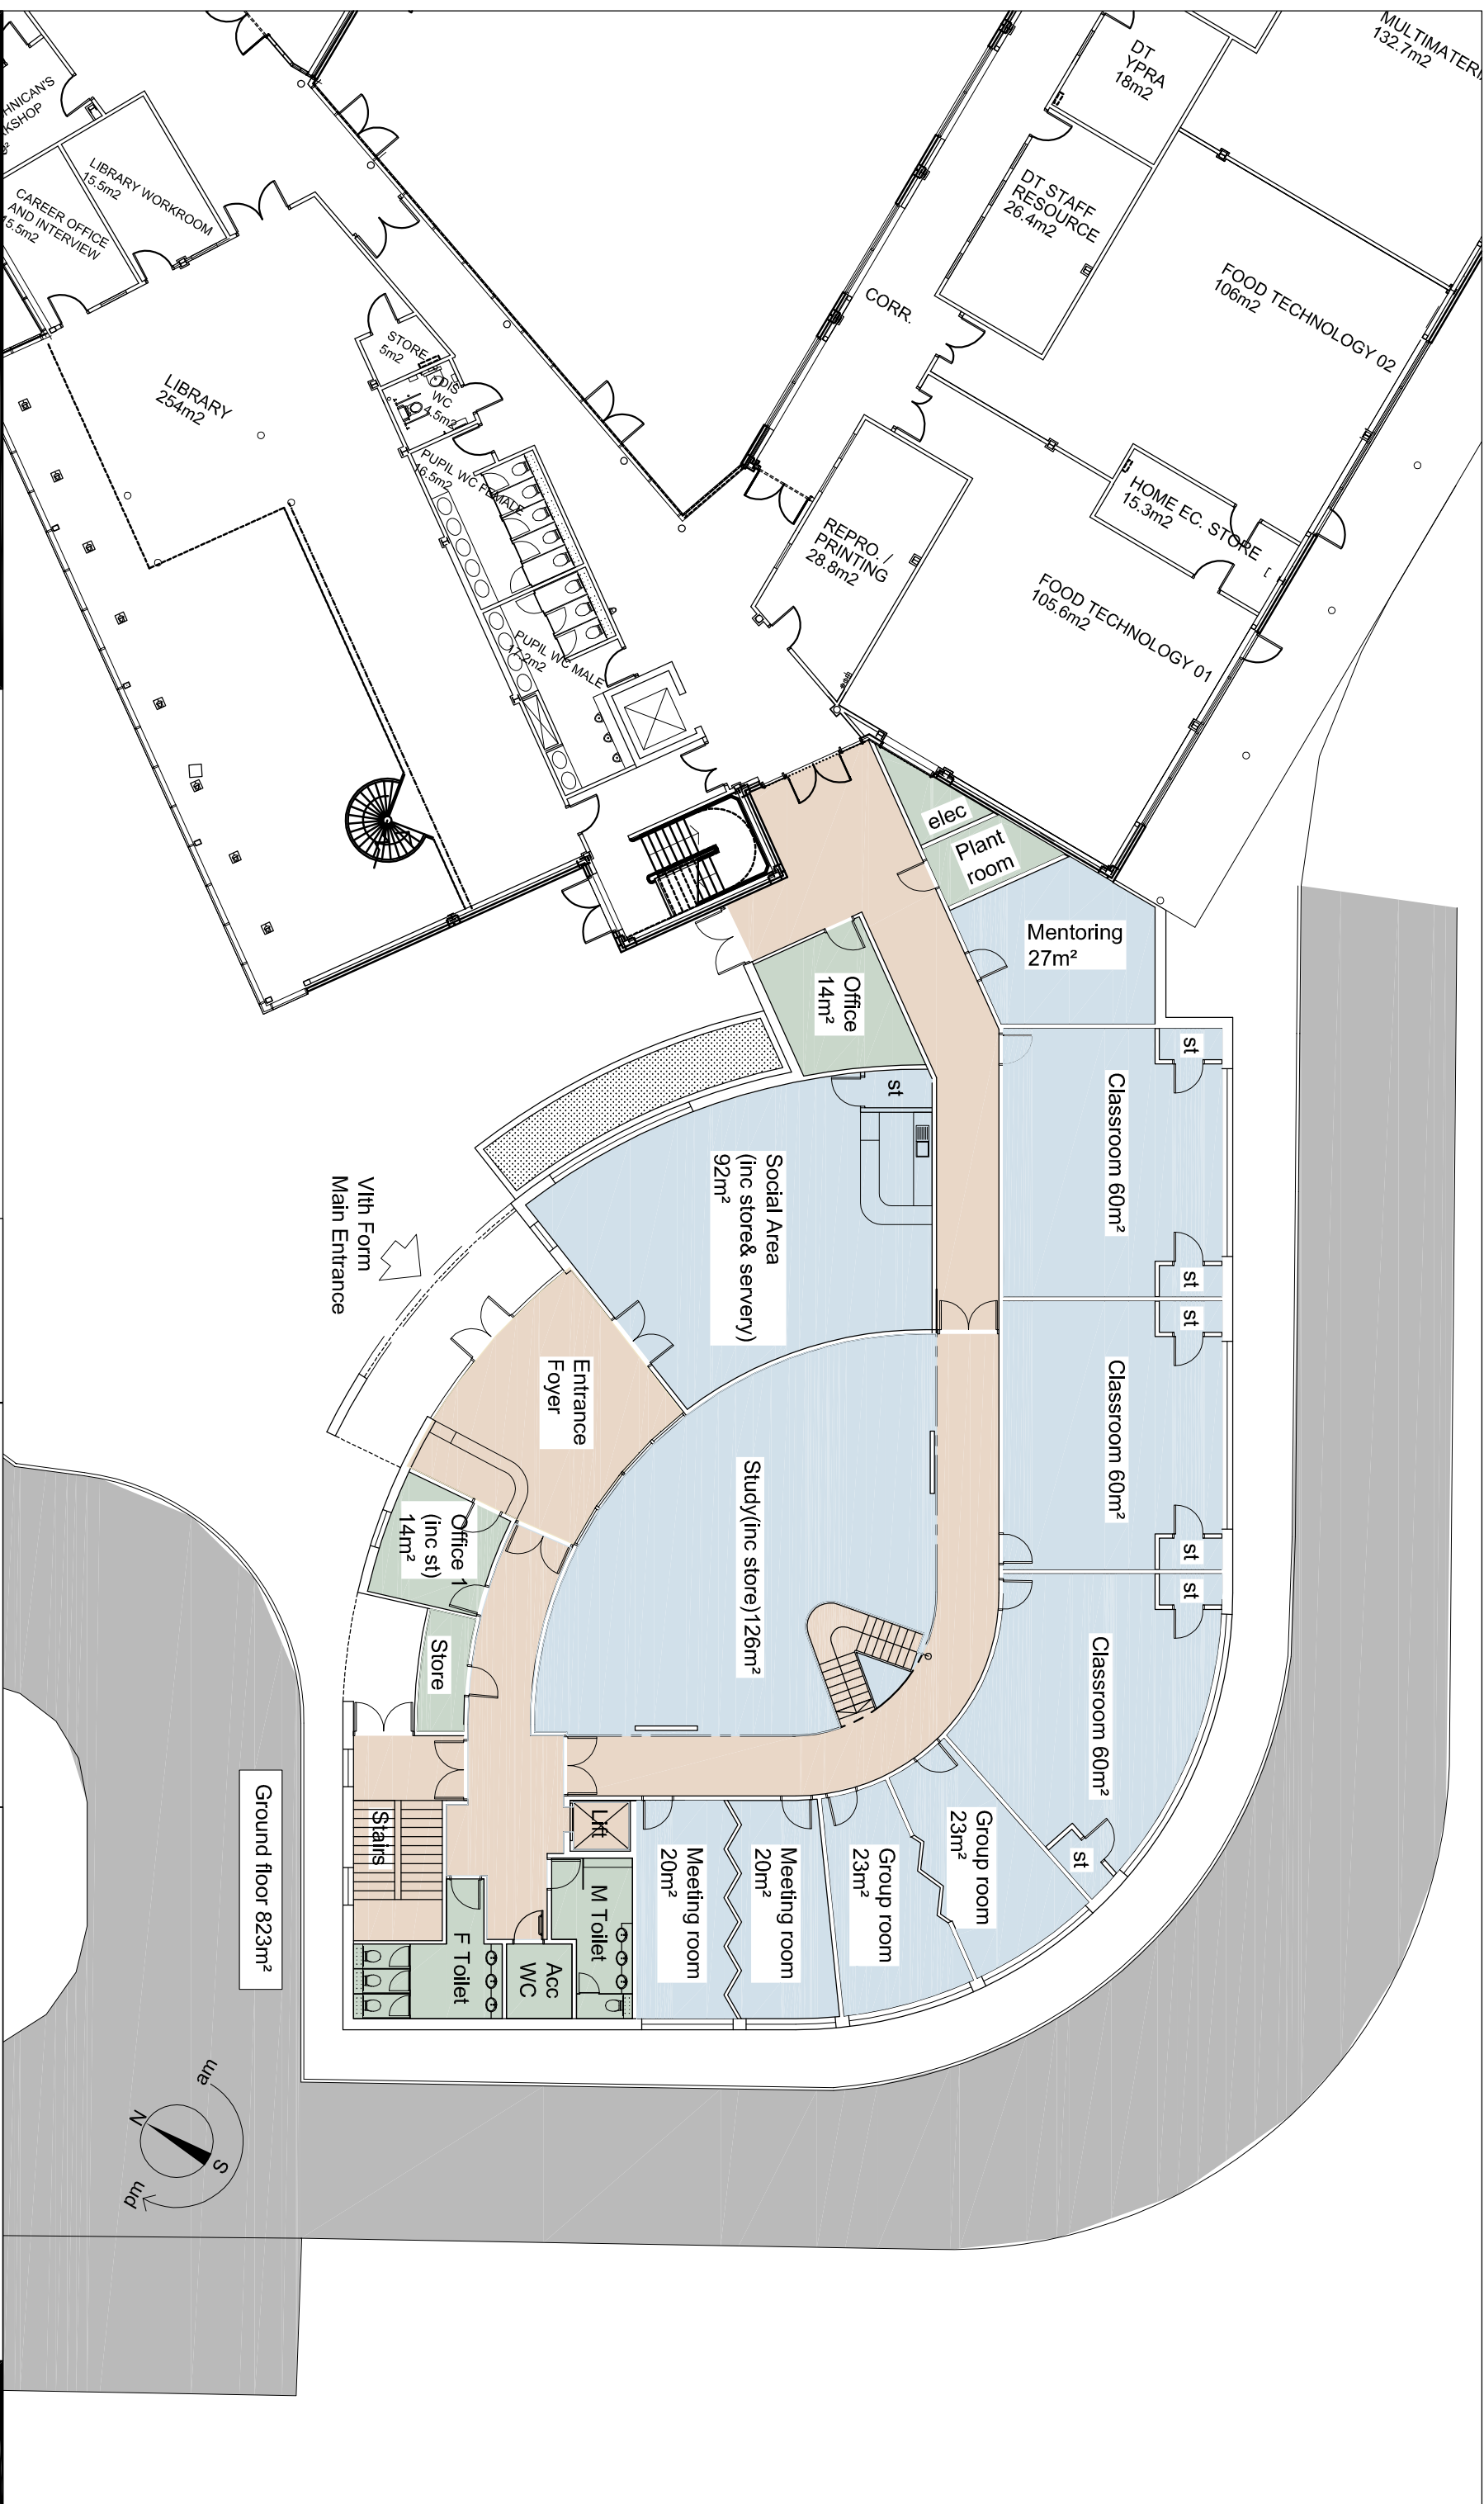 MULTIMATERI
132.7m2
DT
YPRA
18m2
DT STAFF
RESOURCE
26.4m2
FOOD TECHNOLOGY 02
106m2
CORR.
HOME EC. STORE
15.3m2
REPRO. /
PRINTING
28.8m2
FOOD TECHNOLOGY 01
105.6m2
HNICAN'S
KSHOP
LIBRARY WORKROOM
15.5m2
CAREER OFFICE
AND INTERVIEW
15.5m2
LIBRARY
254m2
STORE
5m2
DIS
WC
4.5m2
PUPIL WC FEMALE
16.5m2
PUPIL WC MALE
17.2m2
elec
Plant
room
Mentoring
27m²
Office
14m²
st
st
Classroom 60m²
st
st
Classroom 60m²
st
st
Classroom 60m²
st
Social Area
(inc store& servery)
92m²
VIth Form
Main Entrance
Entrance
Foyer
Study(inc store)126m²
Office 1
(inc st)
14m²
Store
Stairs
Lift
Group room
23m²
Group room
23m²
Meeting room
20m²
Meeting room
20m²
M Toilet
Acc
WC
F Toilet
Ground floor 823m²
am
N
S
pm